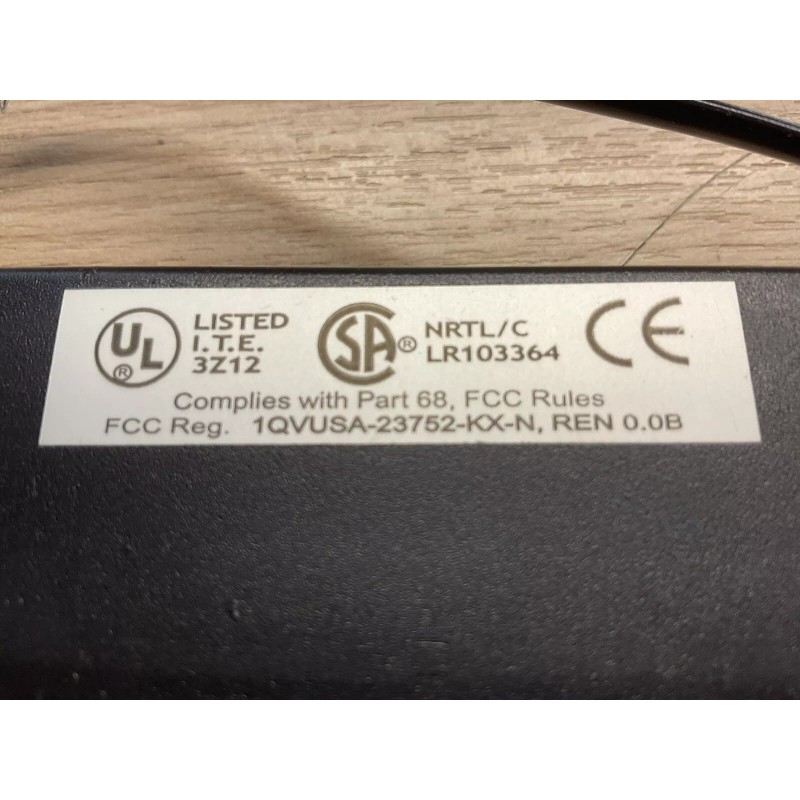 UL ® LISTED
I.T.E.
3Z12
CSA ® NRTL/C
LR103364
CE
Complies with Part 68, FCC Rules
FCC Reg. 1QVUSA-23752-KX-N, REN 0.0B